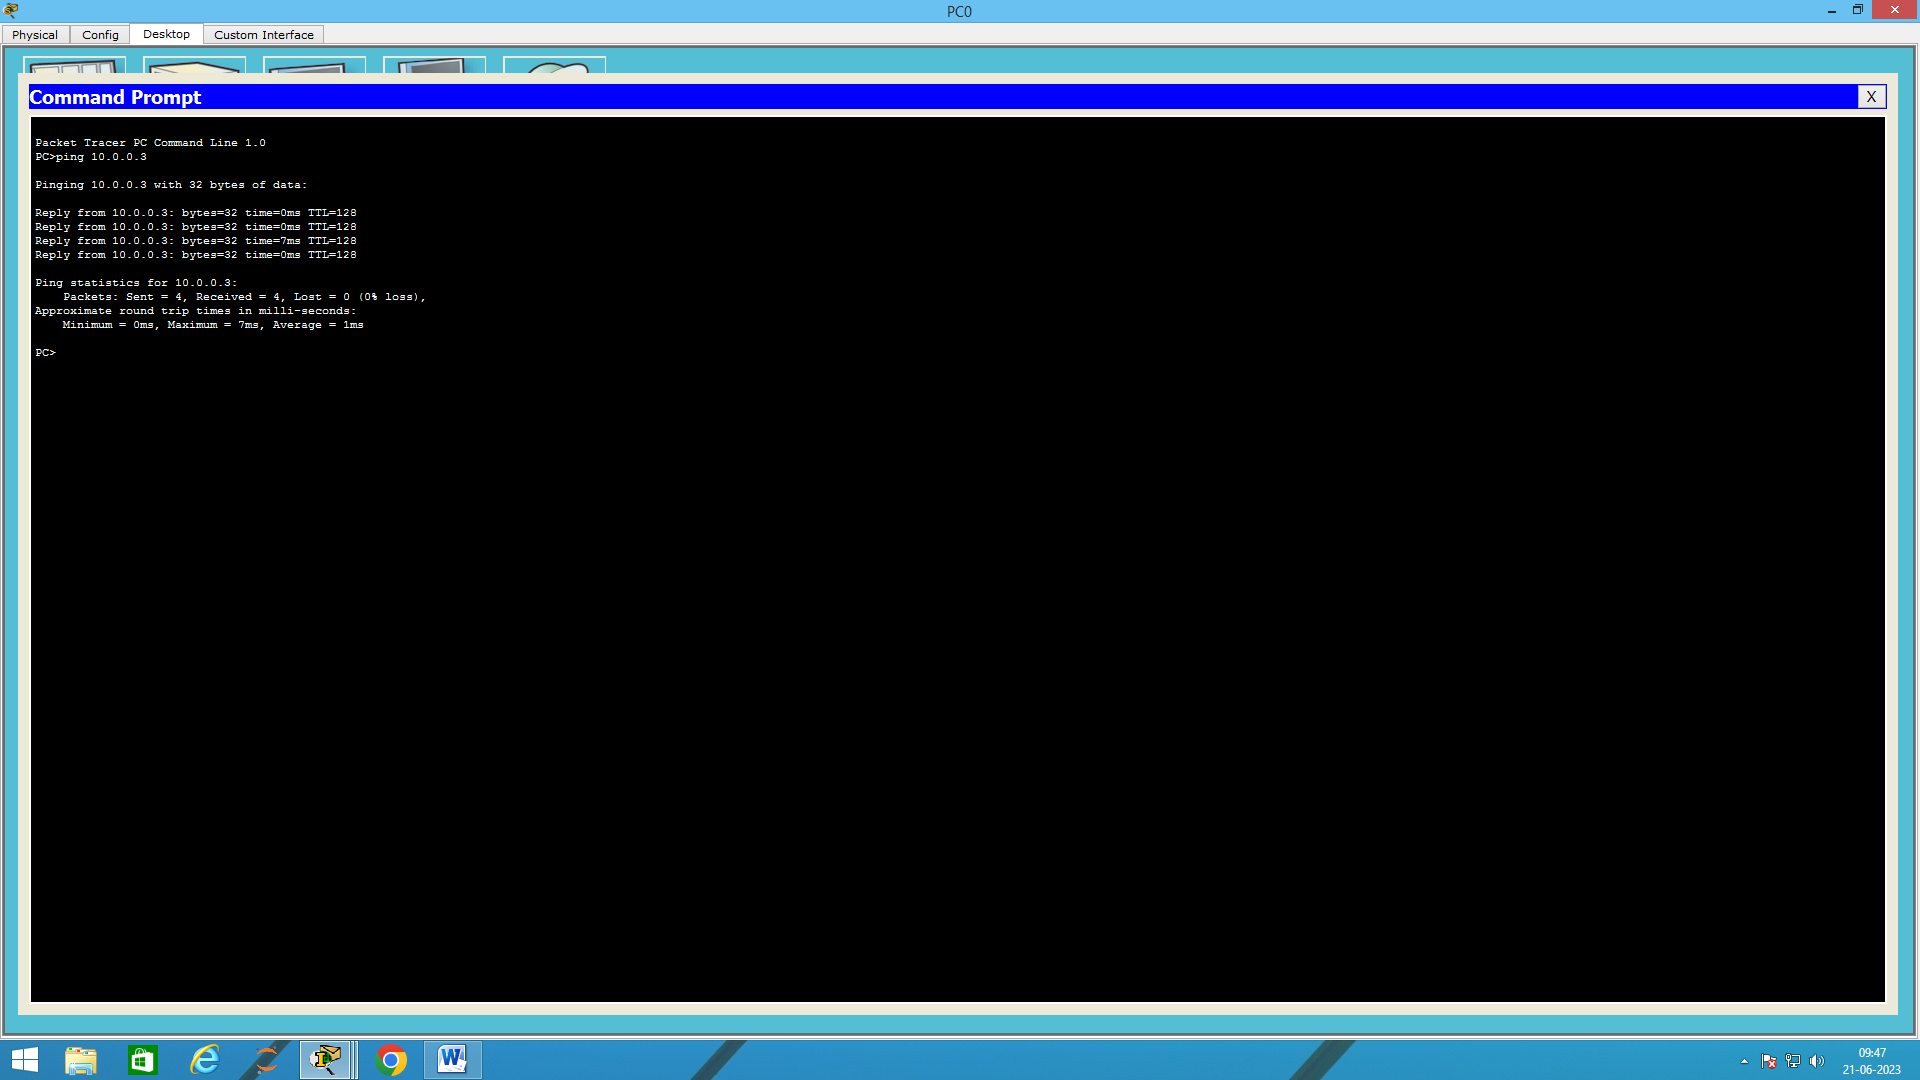 PC0
Physical Config Desktop Custom Interface
Command Prompt
X
Packet Tracer PC Command Line 1.0
PC>ping 10.0.0.3
Pinging 10.0.0.3 with 32 bytes of data:
Reply from 10.0.0.3: bytes=32 time=0ms TTL=128
Reply from 10.0.0.3: bytes=32 time=0ms TTL=128
Reply from 10.0.0.3: bytes=32 time=7ms TTL=128
Reply from 10.0.0.3: bytes=32 time=0ms TTL=128
Ping statistics for 10.0.0.3:
Packets: Sent = 4, Received = 4, Lost = 0 (0% loss),
Approximate round trip times in milli-seconds:
Minimum = 0ms, Maximum = 7ms, Average = 1ms
PC>
09:47
21-06-2023